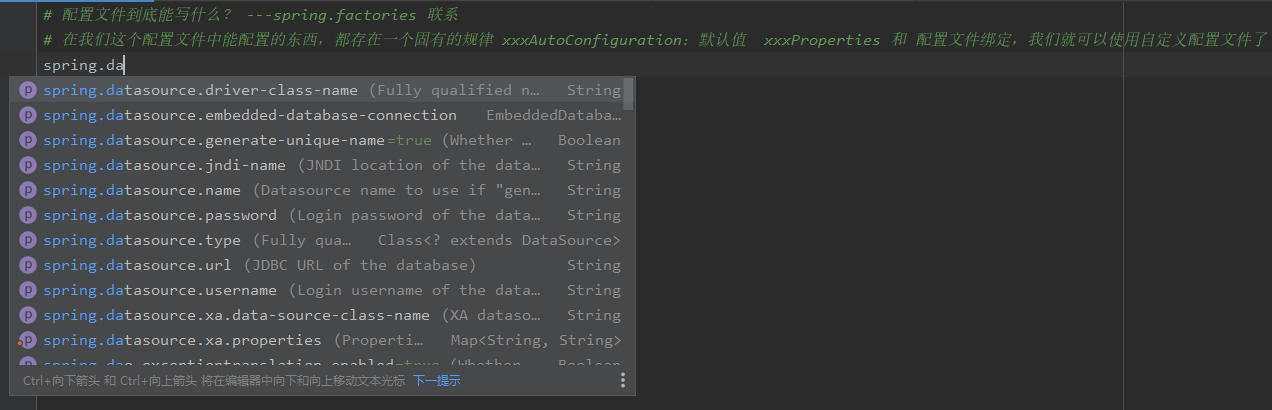 # 配置文件到底能写什么? ---spring.factories 联系
# 在我们这个配置文件中能配置的东西，都存在一个固有的规律 xxxAutoConfiguration：默认值 xxxProperties 和 配置文件绑定，我们就可以使用自定义配置文件了
spring.da
p spring.datasource.driver-class-name (Fully qualified n… String
p spring.datasource.embedded-database-connection EmbeddedDataba…
p spring.datasource.generate-unique-name=true (Whether … Boolean
p spring.datasource.jndi-name (JNDI location of the data… String
p spring.datasource.name (Datasource name to use if "gen… String
p spring.datasource.password (Login password of the data… String
p spring.datasource.type (Fully qua… Class<? extends DataSource>
p spring.datasource.url (JDBC URL of the database) String
p spring.datasource.username (Login username of the data… String
p spring.datasource.xa.data-source-class-name (XA dataso… String
p spring.datasource.xa.properties (Properti… Map<String, String>
p spring.dao.exceptiontranslation.enabled=true (Whether … Boolean
Ctrl+向下箭头 和 Ctrl+向上箭头 将在编辑器中向下和向上移动文本光标 下一提示